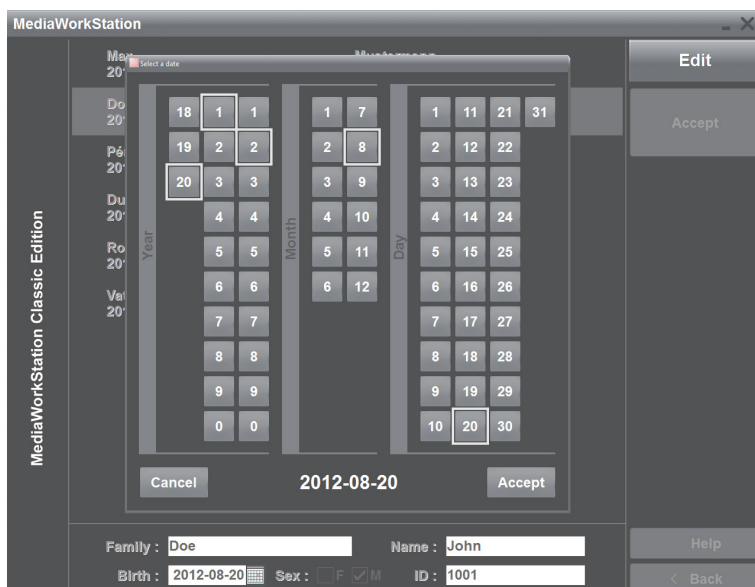 MediaWorkStation
MediaWorkStation Classic Edition
Edit
Accept
Help
< Back
Select a date
Year
18 1 1
19 2 2
20 3 3
4 4
5 5
6 6
7 7
8 8
9 9
0 0
Month
1 7
2 8
3 9
4 10
5 11
6 12
Day
1 11 21 31
2 12 22
3 13 23
4 14 24
5 15 25
6 16 26
7 17 27
8 18 28
9 19 29
10 20 30
Cancel
2012-08-20
Accept
Family : Doe
Name : John
Birth : 2012-08-20
Sex : F M
ID : 1001